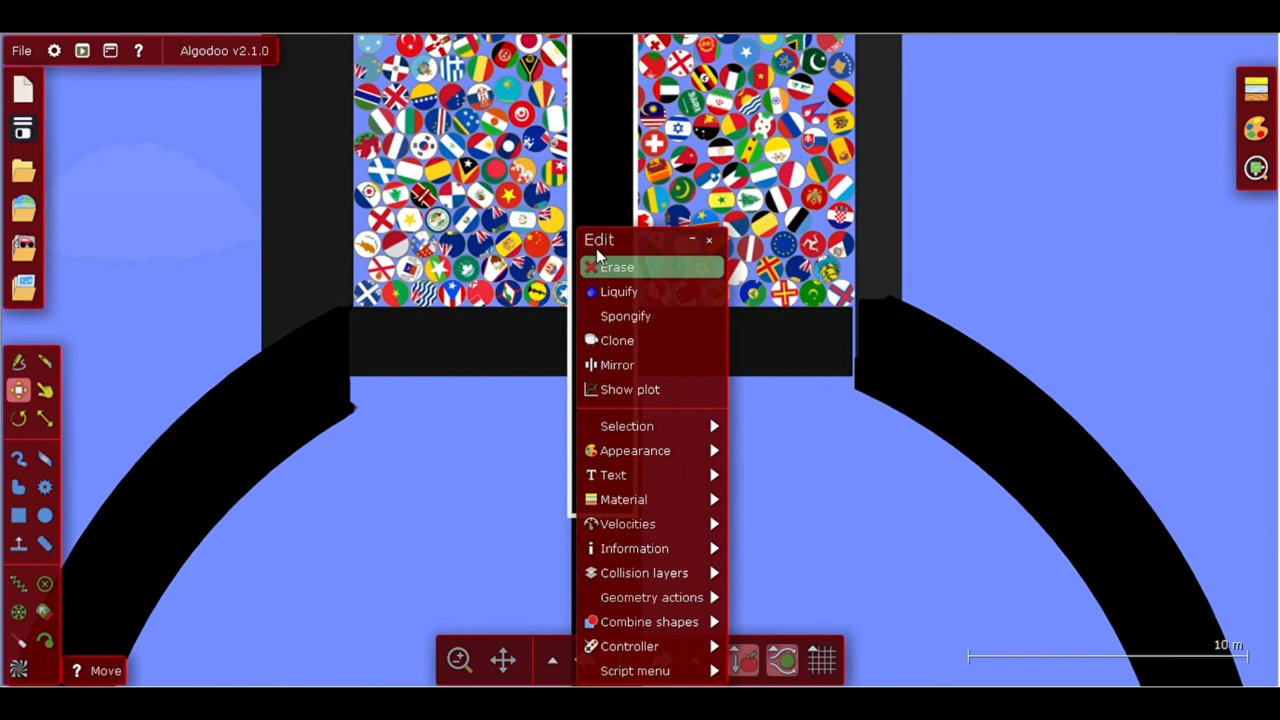 File
?
Algodoo v2.1.0
Edit
Erase
Liquify
Spongify
Clone
Mirror
Show plot
Selection
Appearance
T Text
Material
Velocities
i Information
Collision layers
Geometry actions
Combine shapes
Controller
Script menu
10 m
? Move